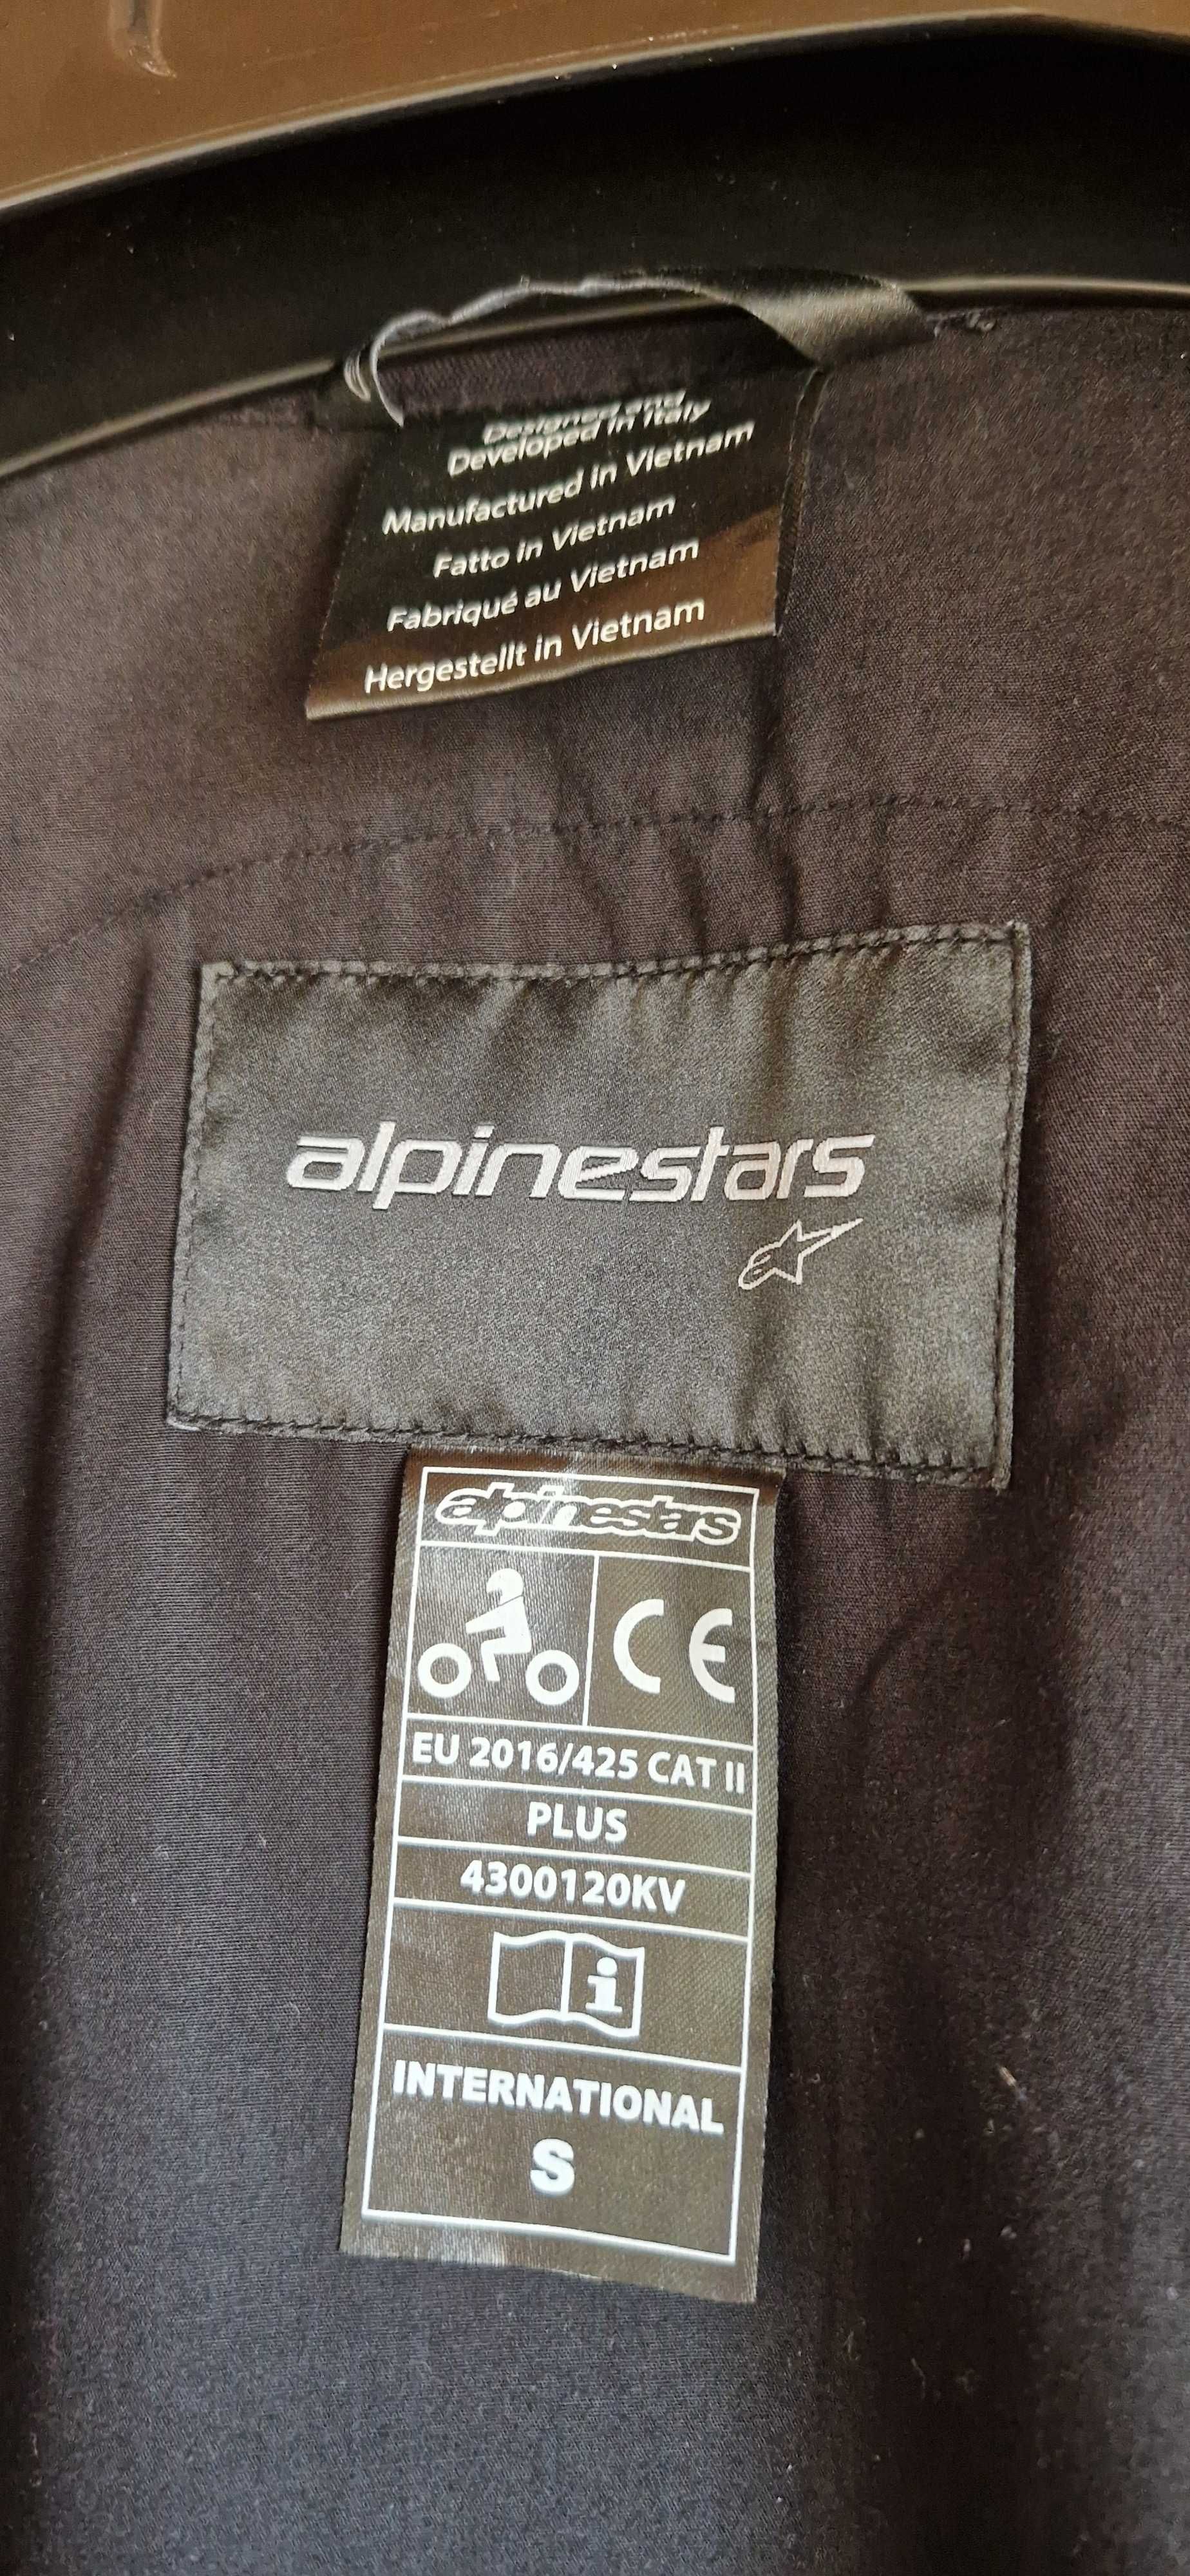 Designed and
Developed in Italy
Manufactured in Vietnam
Fatto in Vietnam
Fabriqué au Vietnam
Hergestellt in Vietnam
alpinestars
alpinestars
CE
EU 2016/425 CAT II
PLUS
4300120KV
i
INTERNATIONAL
S